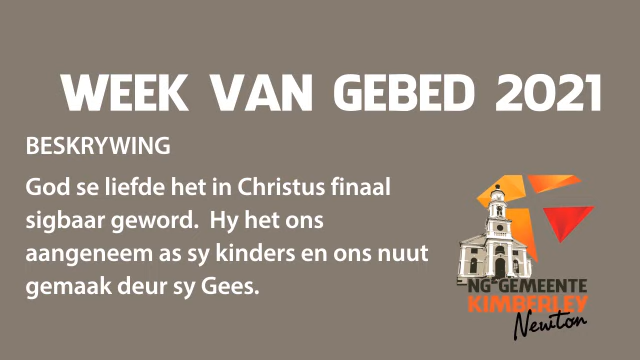 WEEK VAN GEBED 2021
BESKRYWING
God se liefde het in Christus finaal
sigbaar geword.  Hy het ons
aangeneem as sy kinders en ons nuut
gemaak deur sy Gees.
NG GEMEENTE
KIMBERLEY
Newton